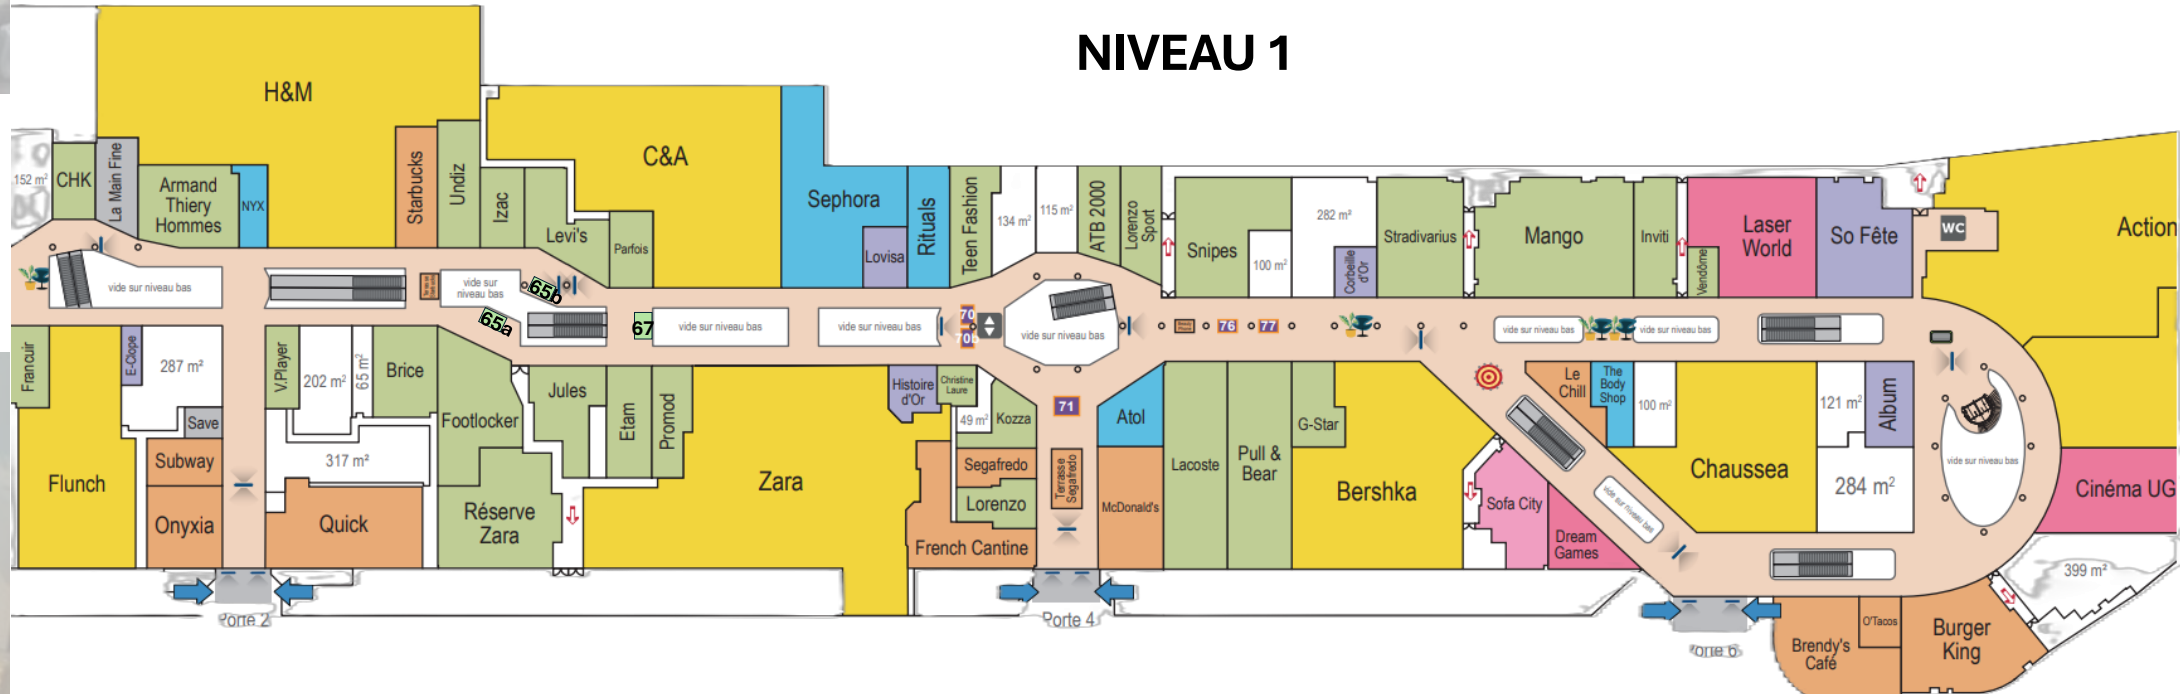 NIVEAU 1
H&M
C&A
152 m²
CHK
La Main Fine
Armand
Thiery
Hommes
NYX
Starbucks
Undiz
Izac
Levi's
Parfois
Sephora
Lovisa
Rituals
Teen Fashion
134 m²
115 m²
ATB 2000
Lorenzo
Sport
Snipes
100 m²
282 m²
Corbeille
d'Or
Stradivarius
Mango
Inviti
Vendôme
Laser
World
So Fête
WC
Action
vide sur niveau bas
vide sur
niveau bas
65b
65a
67
vide sur niveau bas
vide sur niveau bas
70
70b
vide sur niveau bas
76
77
vide sur niveau bas
vide sur niveau bas
Francuir
E-Clope
287 m²
Save
Flunch
Subway
Onyxia
V.Player
202 m²
65 m²
Brice
317 m²
Quick
Footlocker
Réserve
Zara
Jules
Etam
Promod
Zara
Histoire
d'Or
Christine
Laure
49 m²
Kozza
Segafredo
Lorenzo
French Cantine
71
Terrasse
Segafredo
Atol
McDonald's
Lacoste
Pull &
Bear
G-Star
Bershka
Sofa City
Dream
Games
Le
Chill
The
Body
Shop
100 m²
Chaussea
121 m²
Album
284 m²
vide sur niveau bas
vide sur niveau bas
Cinéma UG
399 m²
Porte 2
Porte 4
orte 6
Brendy's
Café
O'Tacos
Burger
King